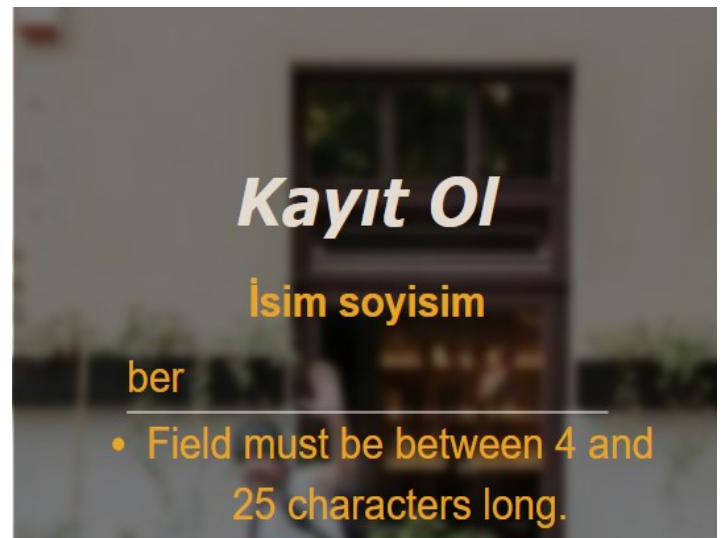 Kayıt Ol
İsim soyisim
ber
• Field must be between 4 and
25 characters long.